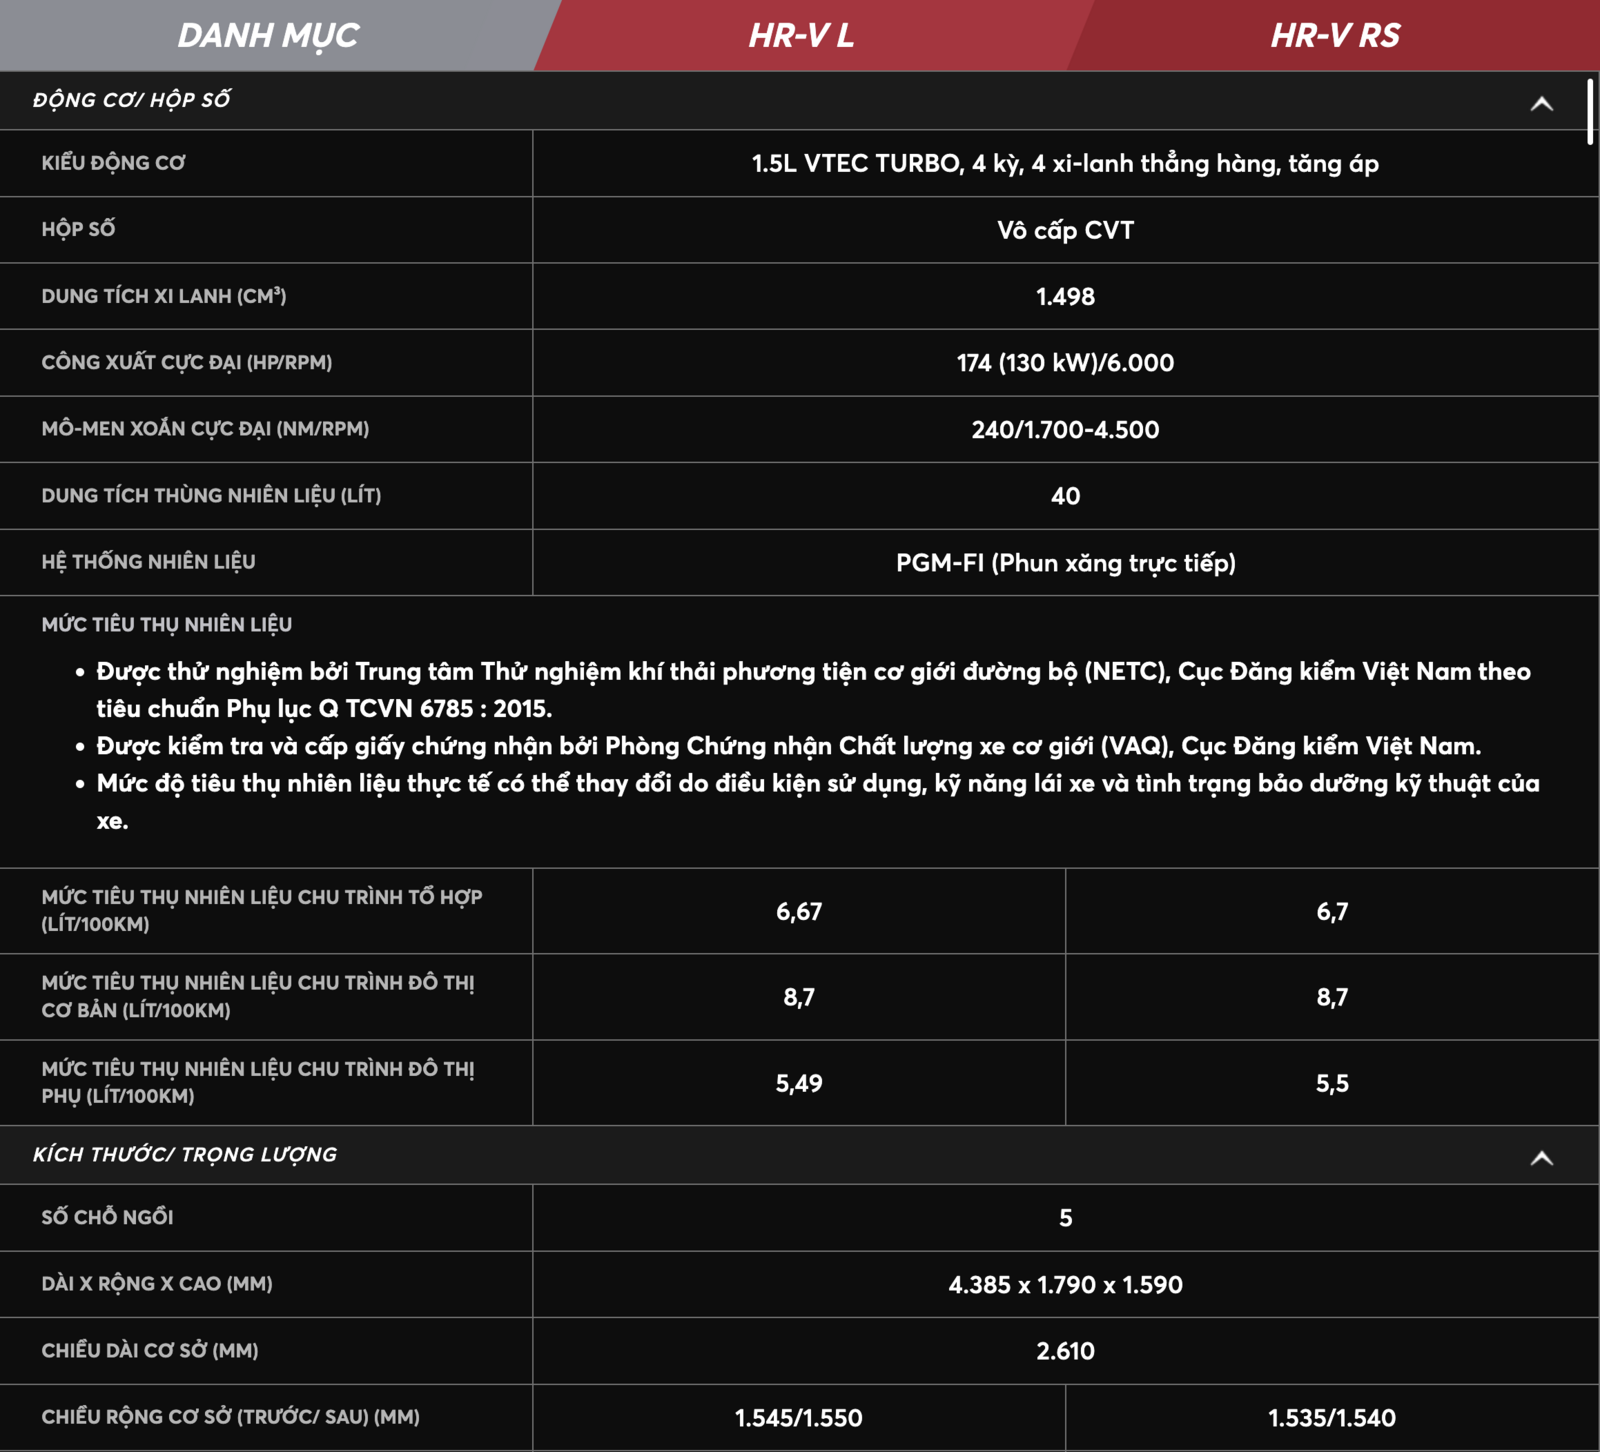 DANH MỤC HR-V L HR-V RS
ĐỘNG CƠ/ HỘP SỐ
KIỂU ĐỘNG CƠ 1.5L VTEC TURBO, 4 kỳ, 4 xi-lanh thẳng hàng, tăng áp
HỘP SỐ Vô cấp CVT
DUNG TÍCH XI LANH (CM³) 1.498
CÔNG XUẤT CỰC ĐẠI (HP/RPM) 174 (130 kW)/6.000
MÔ-MEN XOẮN CỰC ĐẠI (NM/RPM) 240/1.700-4.500
DUNG TÍCH THÙNG NHIÊN LIỆU (LÍT) 40
HỆ THỐNG NHIÊN LIỆU PGM-FI (Phun xăng trực tiếp)
MỨC TIÊU THỤ NHIÊN LIỆU
• Được thử nghiệm bởi Trung tâm Thử nghiệm khí thải phương tiện cơ giới đường bộ (NETC), Cục Đăng kiểm Việt Nam theo
tiêu chuẩn Phụ lục Q TCVN 6785 : 2015.
• Được kiểm tra và cấp giấy chứng nhận bởi Phòng Chứng nhận Chất lượng xe cơ giới (VAQ), Cục Đăng kiểm Việt Nam.
• Mức độ tiêu thụ nhiên liệu thực tế có thể thay đổi do điều kiện sử dụng, kỹ năng lái xe và tình trạng bảo dưỡng kỹ thuật của
xe.
MỨC TIÊU THỤ NHIÊN LIỆU CHU TRÌNH TỔ HỢP
(LÍT/100KM) 6,67 6,7
MỨC TIÊU THỤ NHIÊN LIỆU CHU TRÌNH ĐÔ THỊ
CƠ BẢN (LÍT/100KM) 8,7 8,7
MỨC TIÊU THỤ NHIÊN LIỆU CHU TRÌNH ĐÔ THỊ
PHỤ (LÍT/100KM) 5,49 5,5
KÍCH THƯỚC/ TRỌNG LƯỢNG
SỐ CHỖ NGỒI 5
DÀI X RỘNG X CAO (MM) 4.385 x 1.790 x 1.590
CHIỀU DÀI CƠ SỞ (MM) 2.610
CHIỀU RỘNG CƠ SỞ (TRƯỚC/ SAU) (MM) 1.545/1.550 1.535/1.540